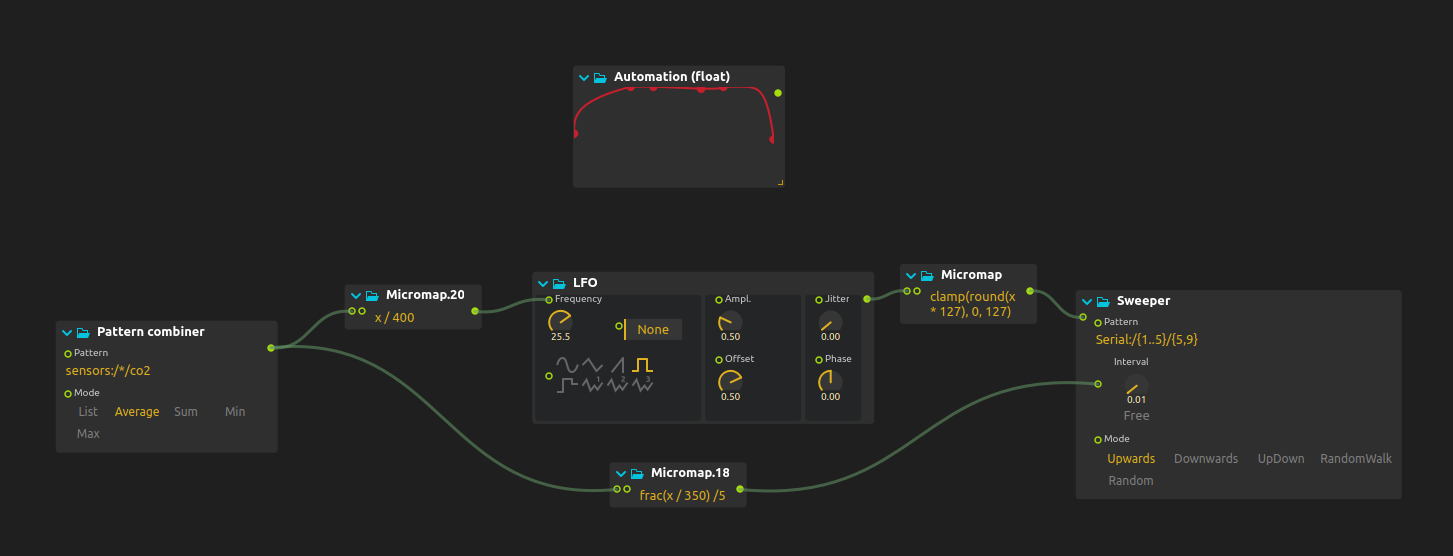 Automation (float)
Pattern combiner
Pattern
sensors:/*/co2
Mode
List Average Sum Min
Max
Micromap.20
x / 400
LFO
Frequency
25.5
None
1 2 3
Ampl.
0.50
Offset
0.50
Jitter
0.00
Phase
0.00
Micromap.18
frac(x / 350) /5
Micromap
clamp(round(x
* 127), 0, 127)
Sweeper
Pattern
Serial:/{1..5}/{5,9}
Interval
0.01
Free
Mode
Upwards Downwards UpDown RandomWalk
Random